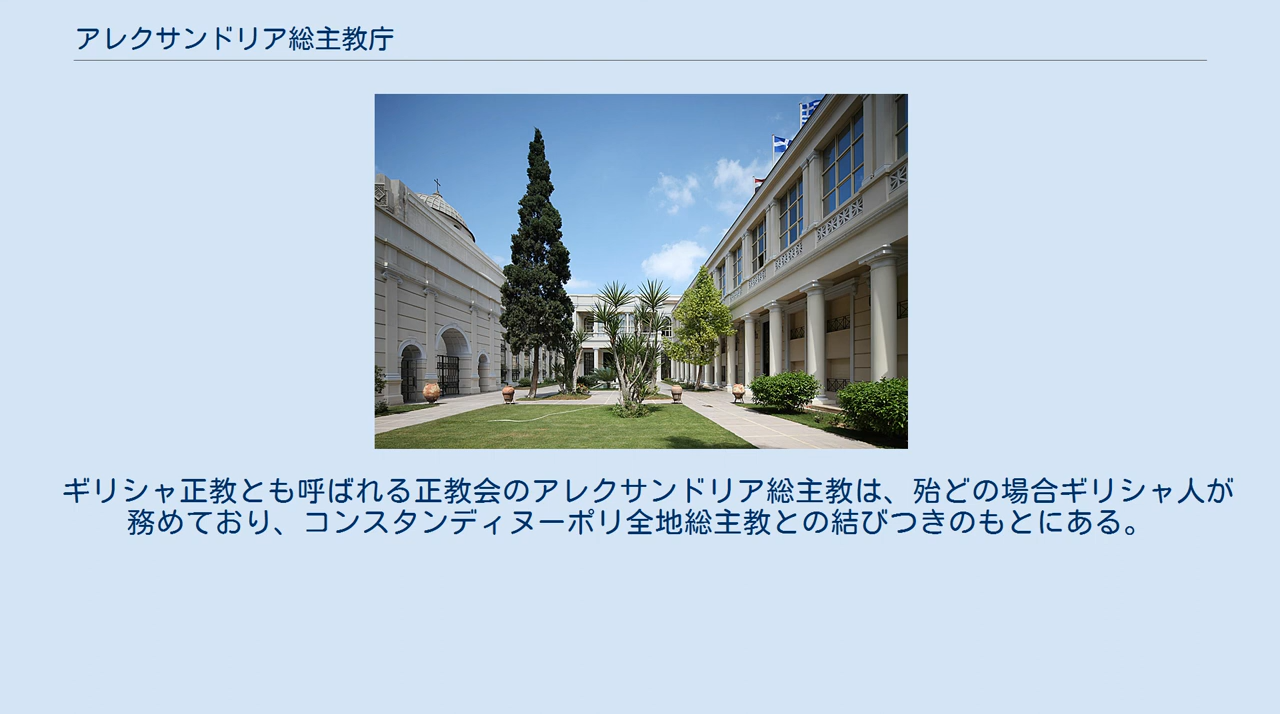 アレクサンドリア総主教庁
ギリシャ正教とも呼ばれる正教会のアレクサンドリア総主教は、殆どの場合ギリシャ人が
務めており、コンスタンディヌーポリ全地総主教との結びつきのもとにある。